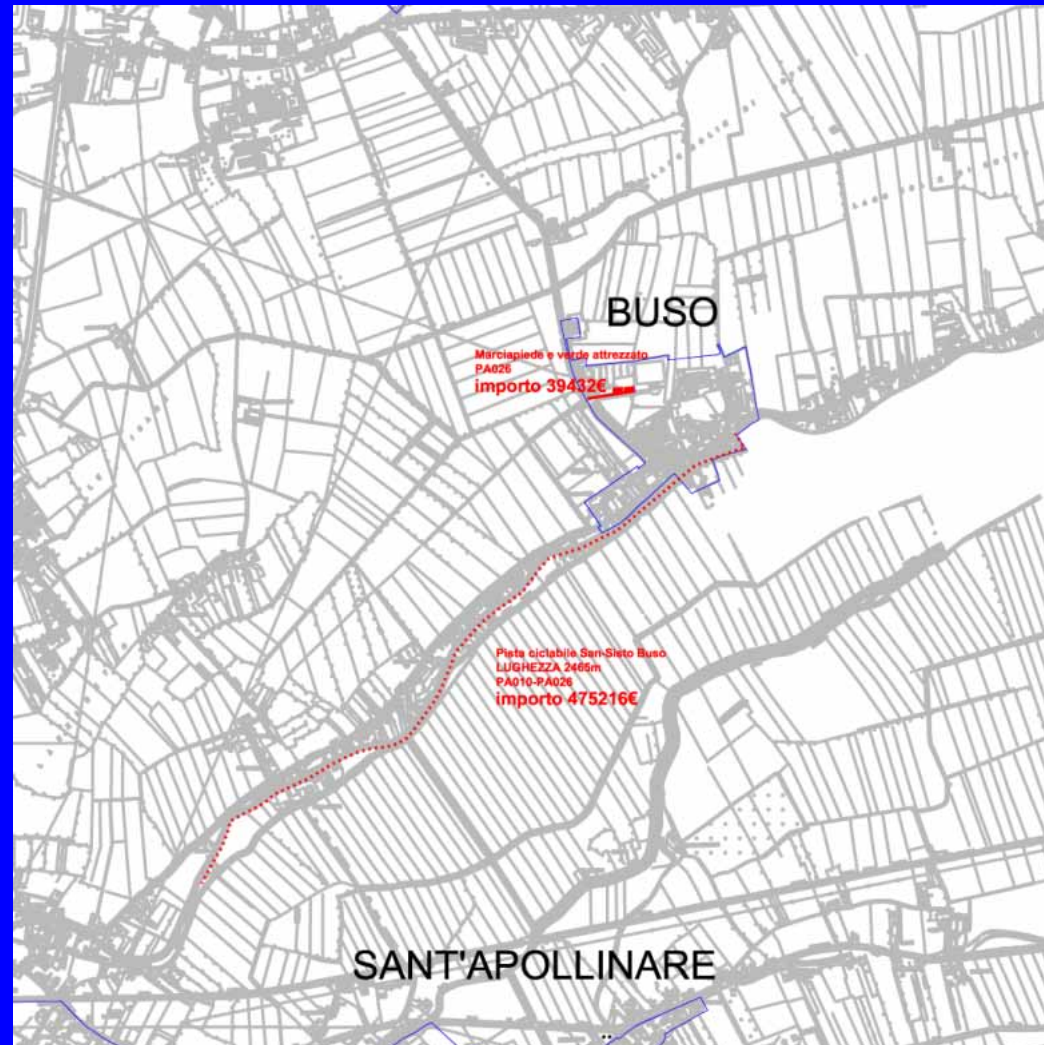 BUSO
Marciapiede e verde attrezzato
PA026
importo 39432€
Pista ciclabile San-Sisto Buso
LUGHEZZA 2465m
PA010-PA026
importo 475216€
SANT'APOLLINARE